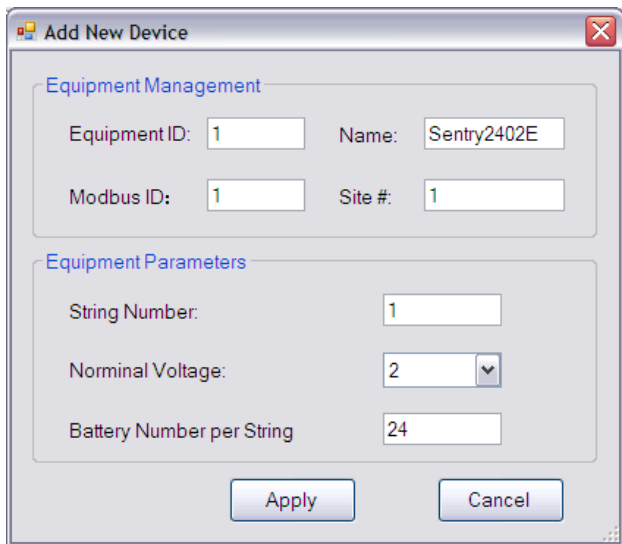 Add New Device
Equipment Management
Equipment ID: 1 Name: Sentry2402E
Modbus ID: 1 Site #: 1
Equipment Parameters
String Number: 1
Norminal Voltage: 2
Battery Number per String 24
Apply Cancel